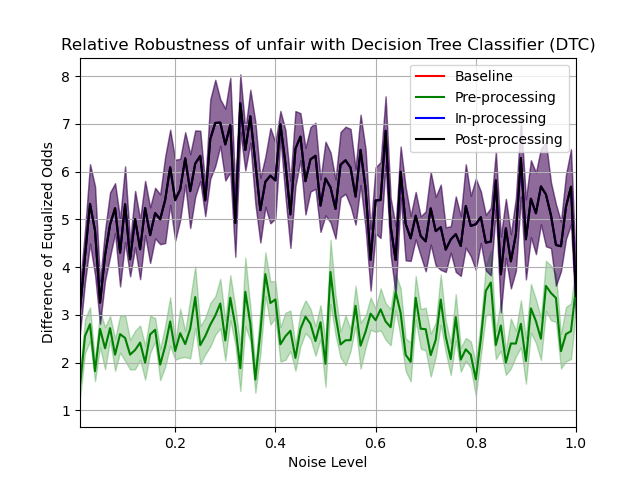 Relative Robustness of unfair with Decision Tree Classifier (DTC)
Baseline
Pre-processing
In-processing
Post-processing
Difference of Equalized Odds
8
7
6
5
4
3
2
1
0.2
0.4
0.6
0.8
1.0
Noise Level